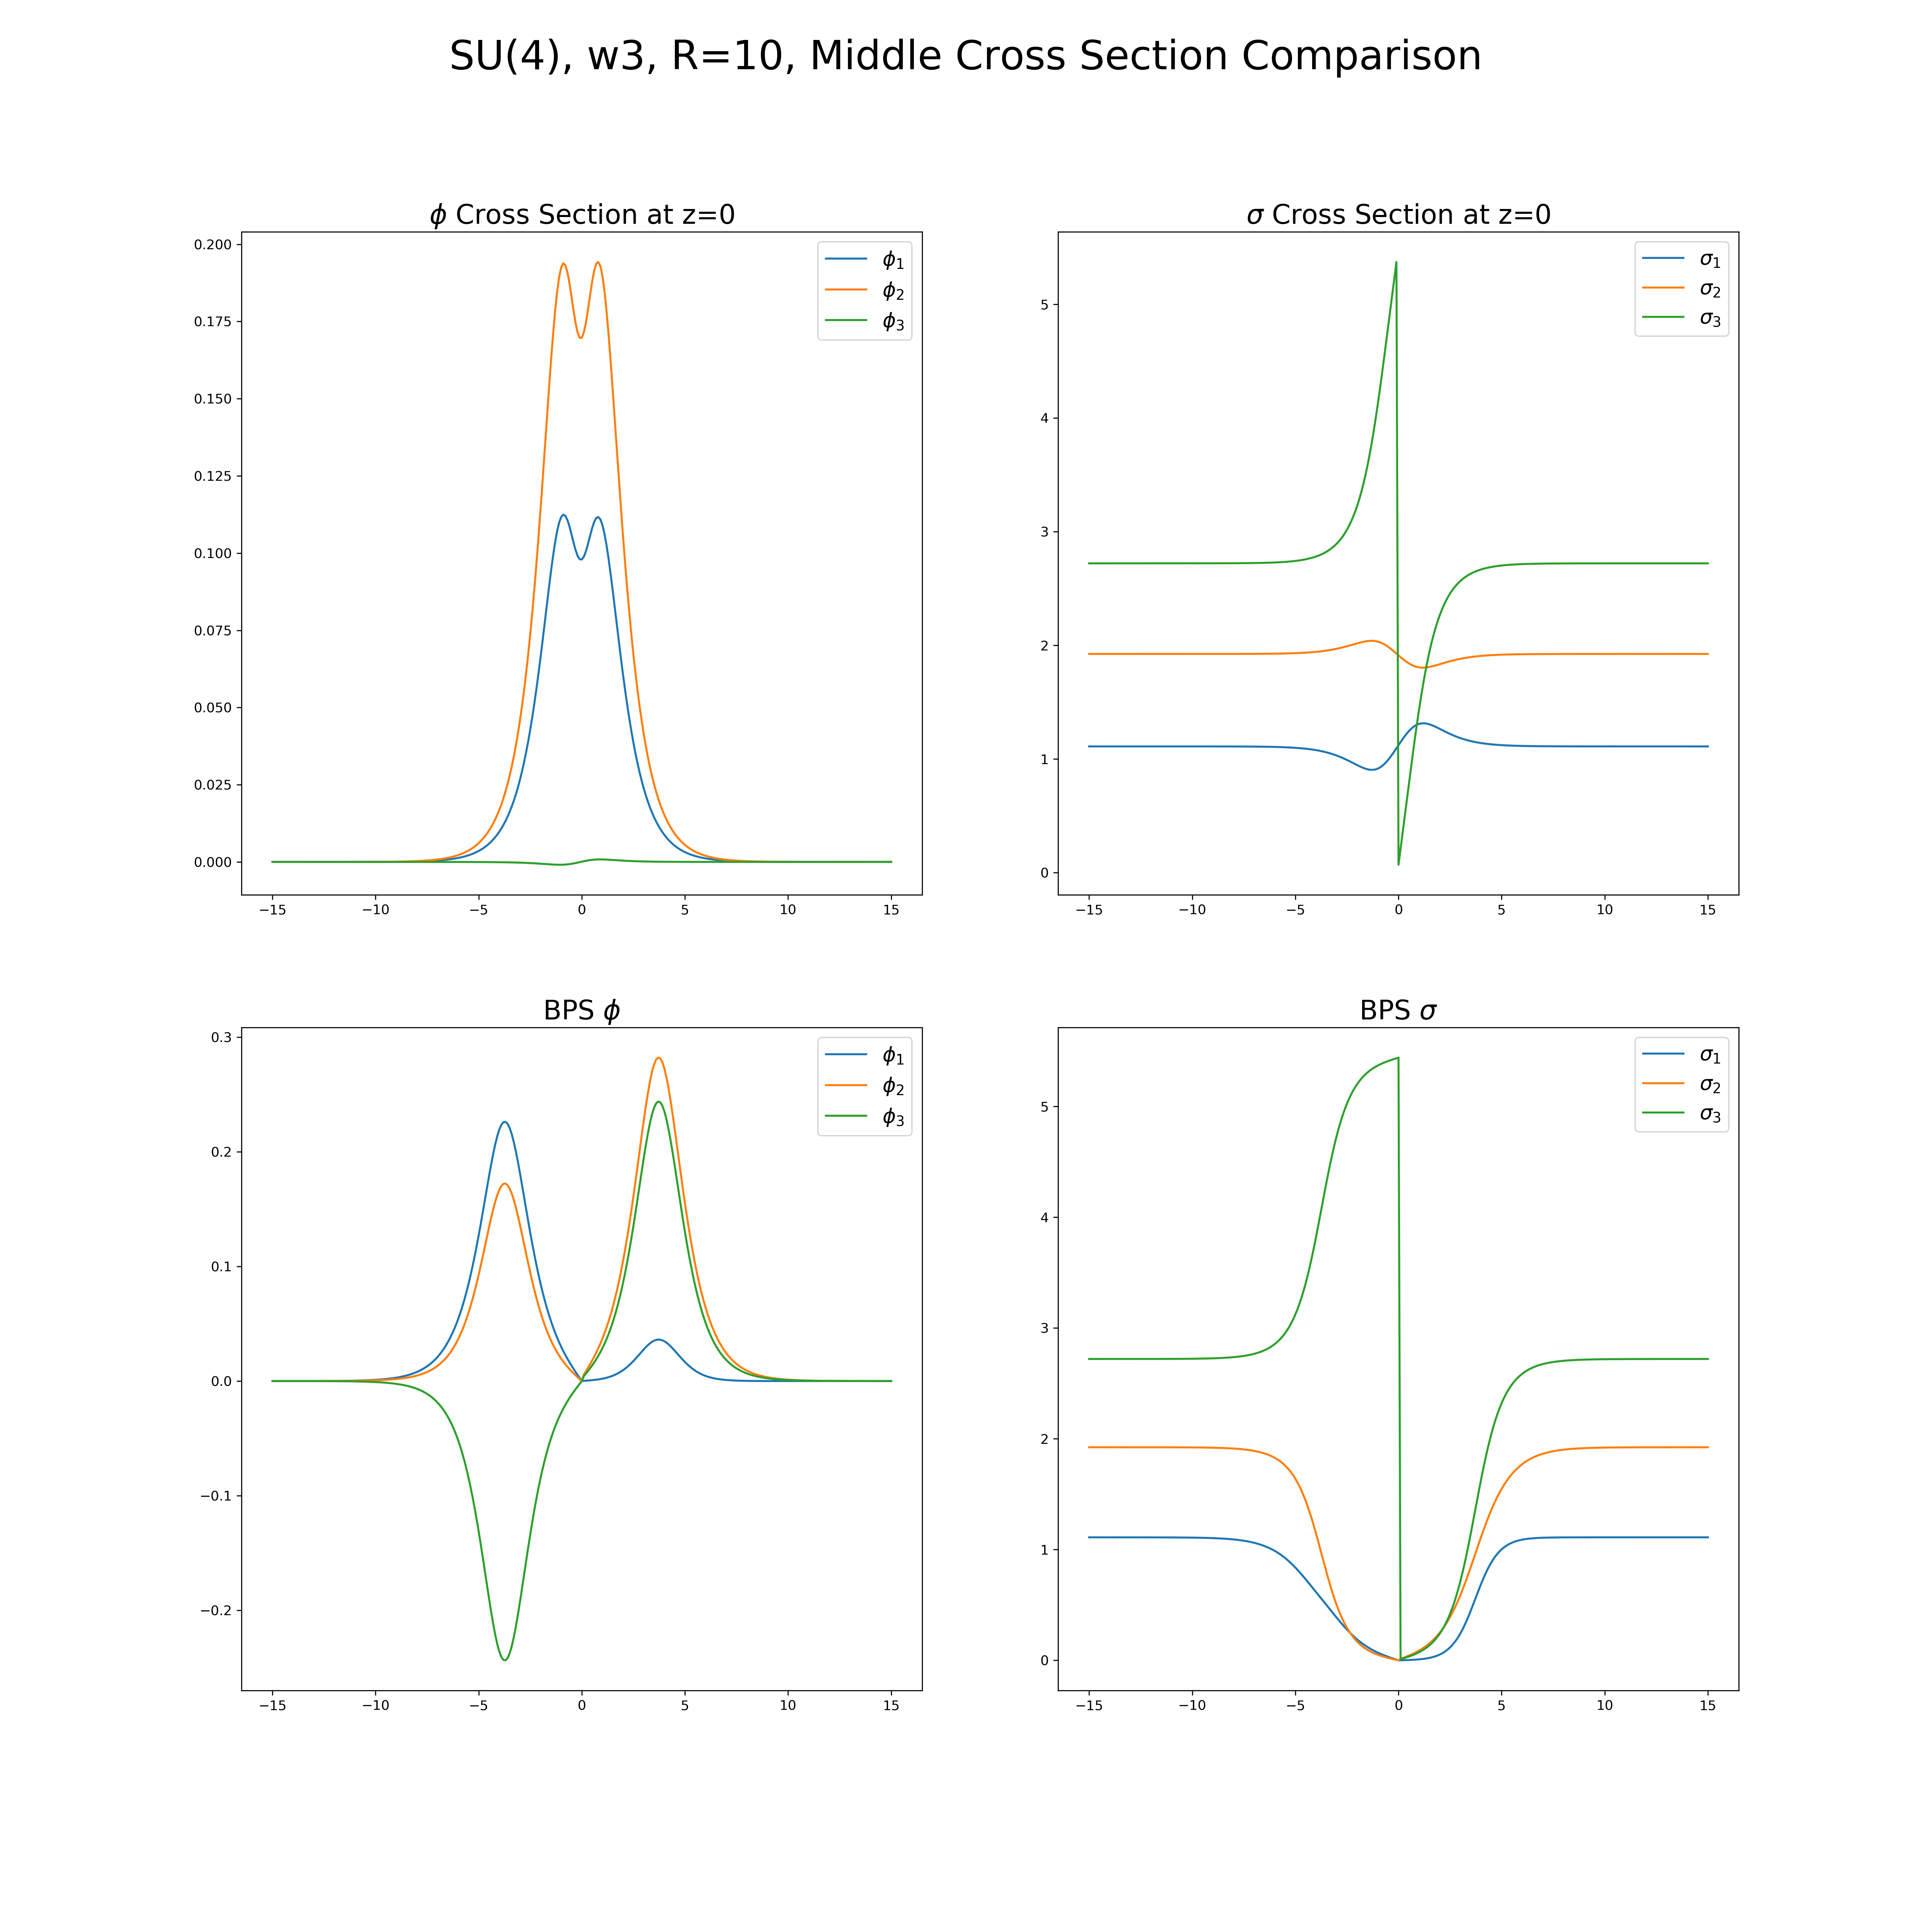 SU(4), w3, R=10, Middle Cross Section Comparison
ϕ Cross Section at z=0
0.200
0.175
0.150
0.125
0.100
0.075
0.050
0.025
0.000
−15 −10 −5 0 5 10 15
ϕ₁
ϕ₂
ϕ₃
σ Cross Section at z=0
5
4
3
2
1
0
−15 −10 −5 0 5 10 15
σ₁
σ₂
σ₃
BPS ϕ
0.3
0.2
0.1
0.0
−0.1
−0.2
−15 −10 −5 0 5 10 15
ϕ₁
ϕ₂
ϕ₃
BPS σ
5
4
3
2
1
0
−15 −10 −5 0 5 10 15
σ₁
σ₂
σ₃